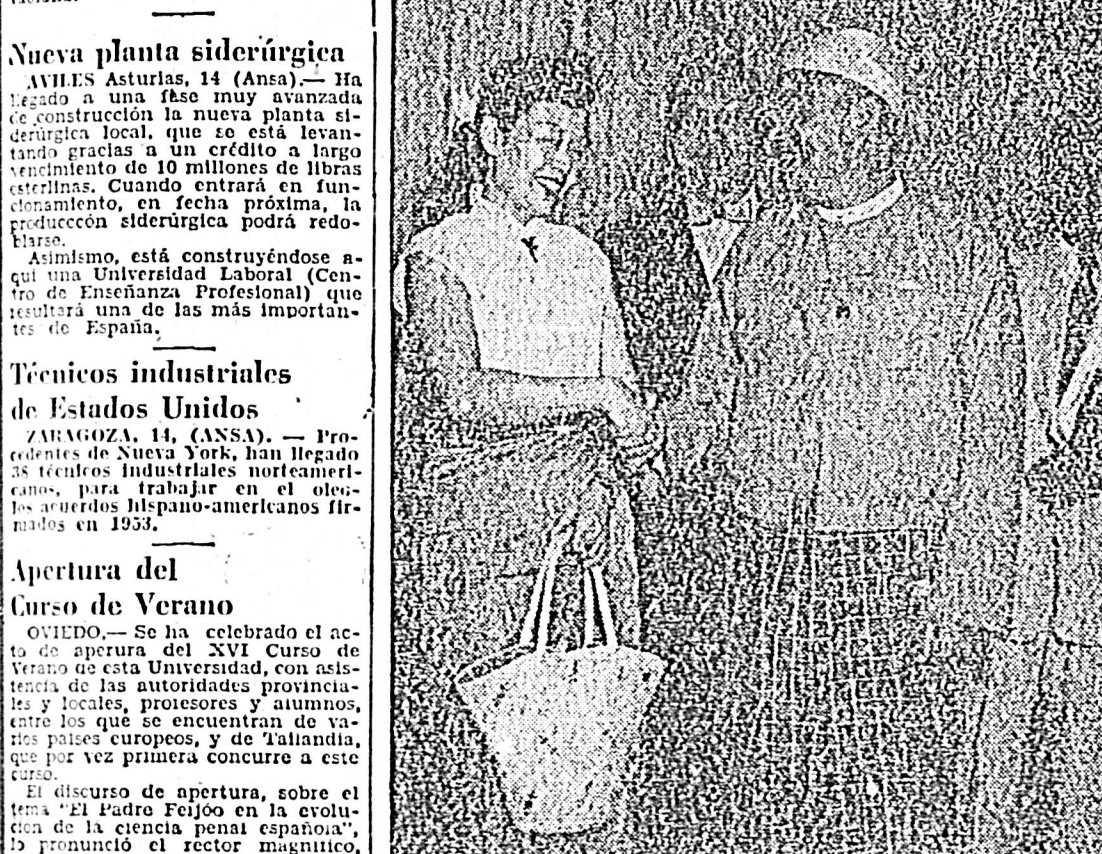 Nueva planta siderúrgica
AVILES Asturias, 14 (Ansa).— Ha
llegado a una fase muy avanzada
de construcción la nueva planta si-
derúrgica local, que se está levan-
tando gracias a un crédito a largo
vencimiento de 10 millones de libras
esterlinas. Cuando entrará en fun-
cionamiento, en fecha próxima, la
produccción siderúrgica podrá redo-
blarse.
Asimismo, está construyéndose a-
quí una Universidad Laboral (Cen-
tro de Enseñanza Profesional) que
resultará una de las más importan-
tes de España.
Técnicos industriales
de Estados Unidos
ZARAGOZA, 14, (ANSA). — Pro-
cedentes de Nueva York, han llegado
38 técnicos industriales norteameri-
canos, para trabajar en el oleo-
los acuerdos hispano-americanos fir-
mados en 1953.
Apertura del
Curso de Verano
OVIEDO.— Se ha celebrado el ac-
to de aperura del XVI Curso de
Verano de esta Universidad, con asis-
tencia de las autoridades provincia-
les y locales, profesores y alumnos,
entre los que se encuentran de va-
rios países europeos, y de Tailandia,
que por vez primera concurre a este
curso.
El discurso de apertura, sobre el
tema "El Padre Feijóo en la evolu-
ción de la ciencia penal española",
lo pronunció el rector magnífico,